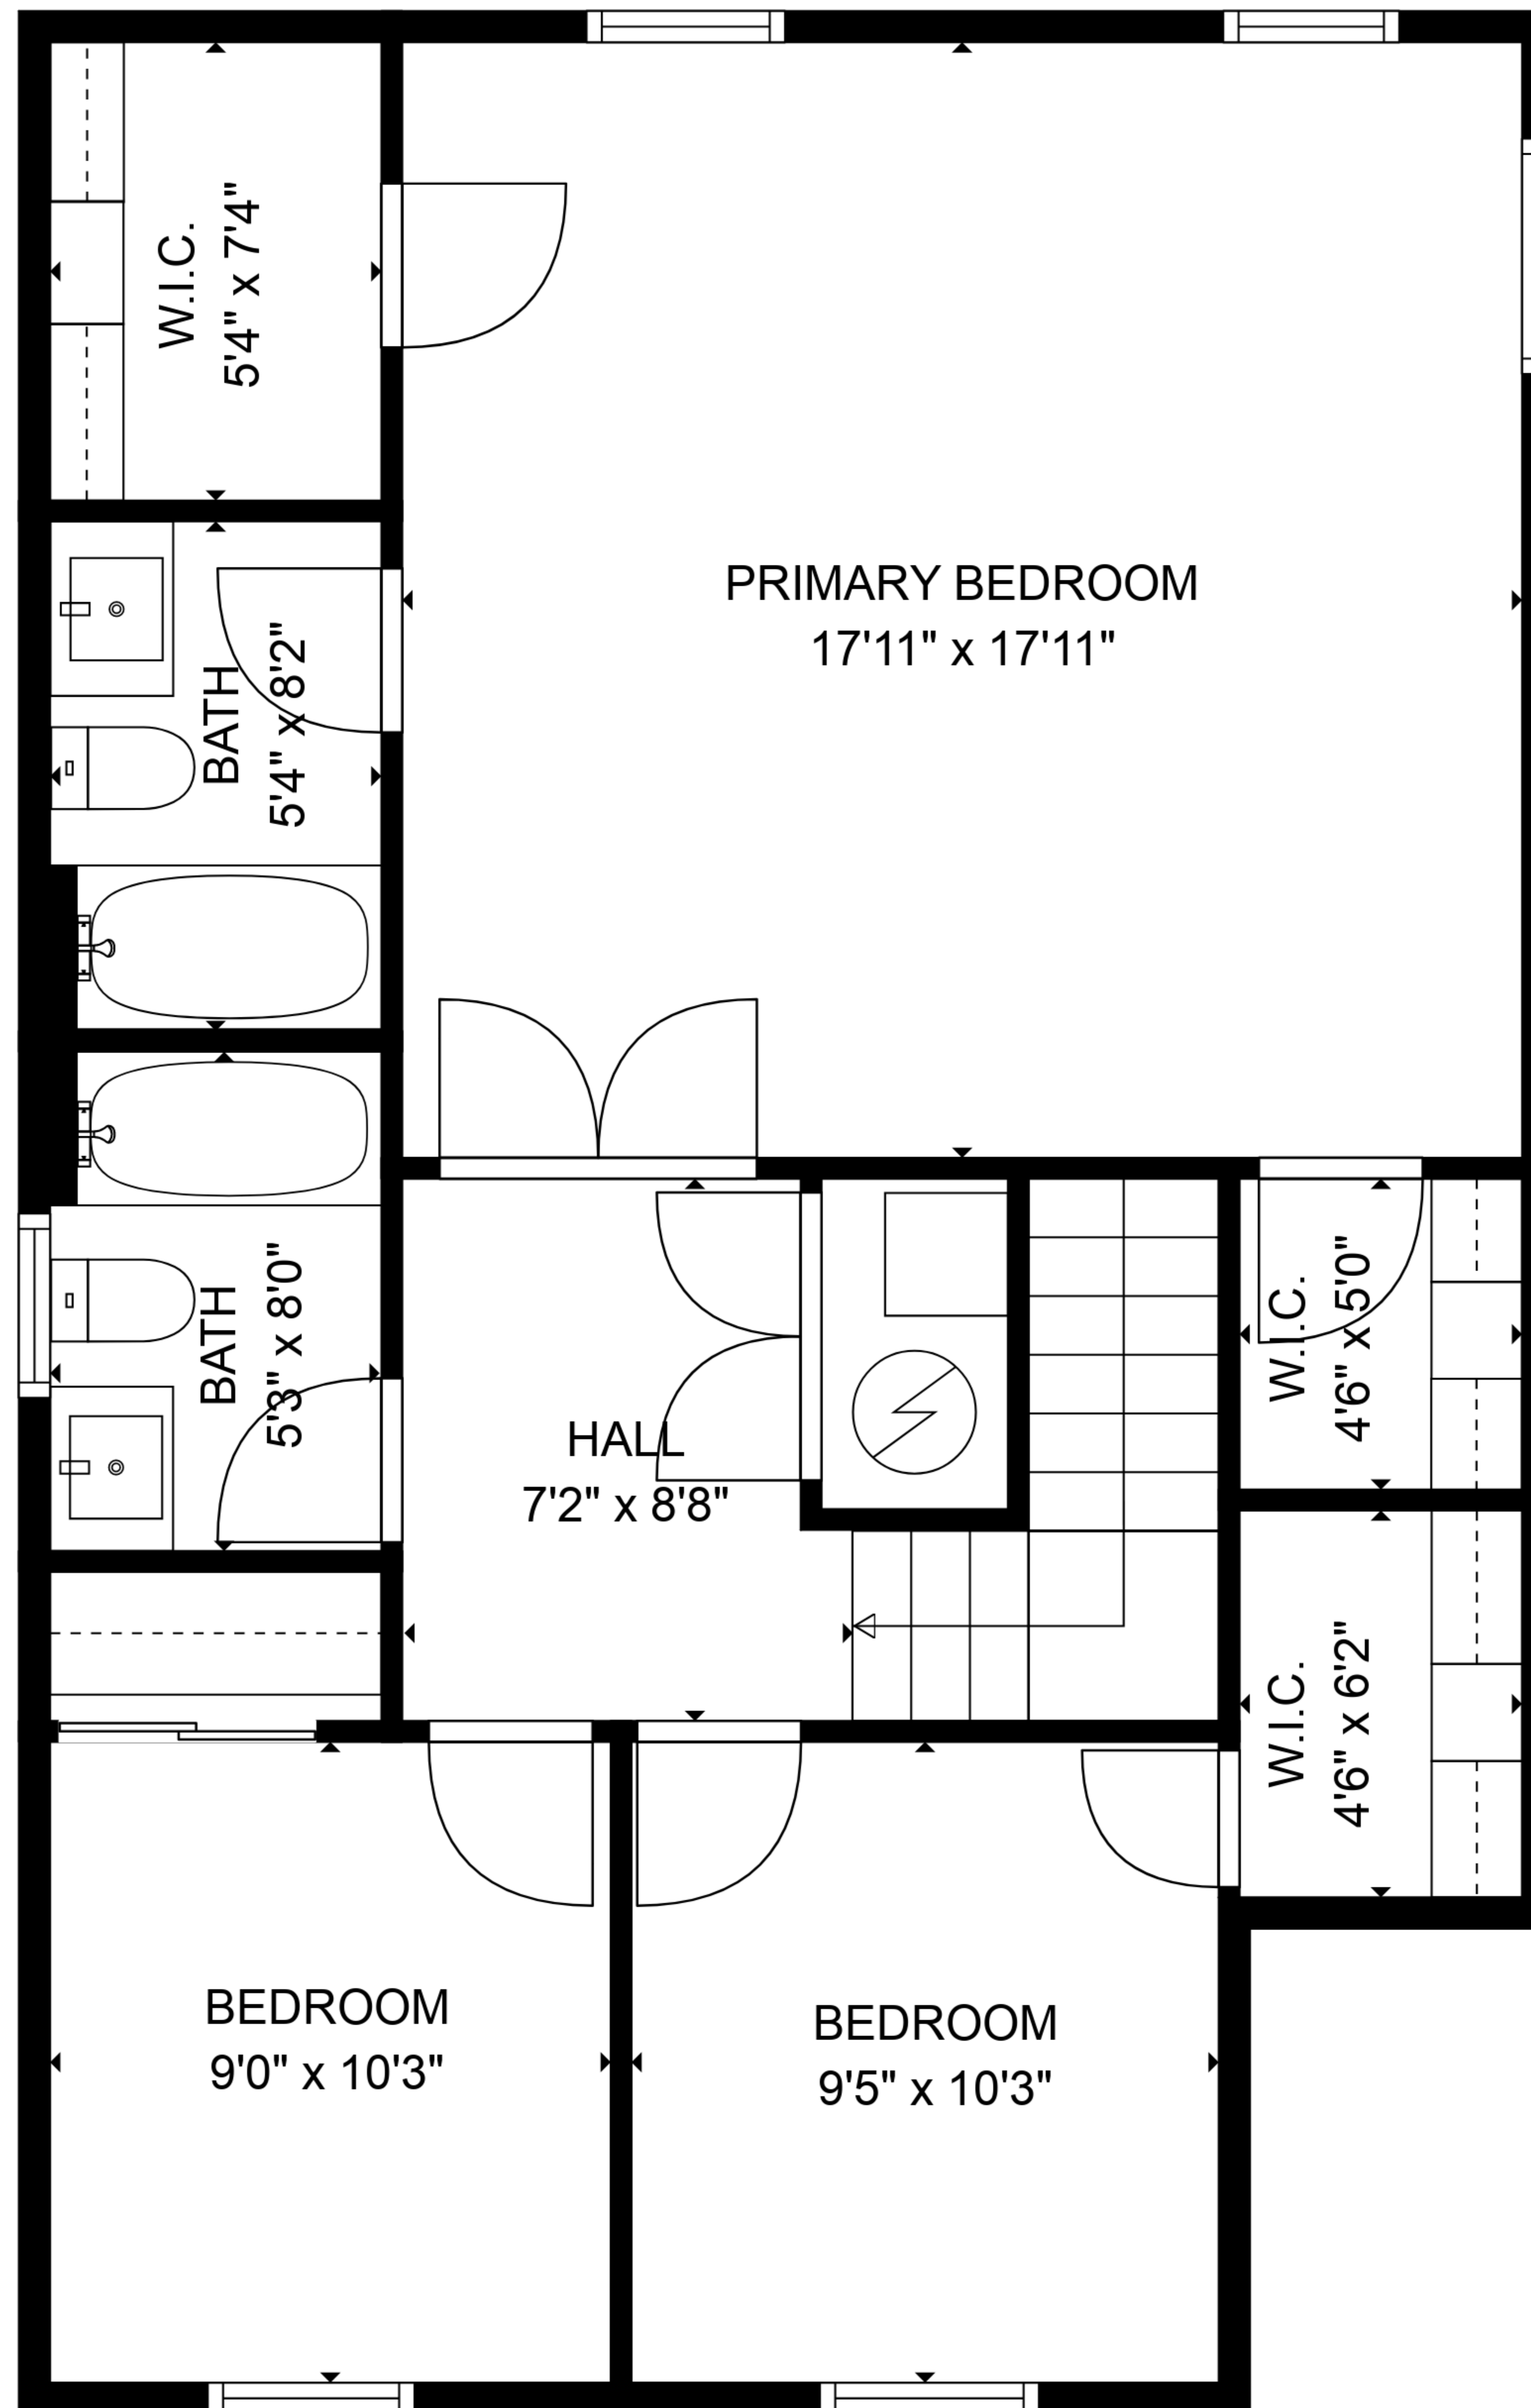 W.I.C.
5'4" x 7'4"
PRIMARY BEDROOM
17'11" x 17'11"
BATH
5'4" x 8'2"
BATH
5'3" x 8'0"
HALL
7'2" x 8'8"
W.I.C.
4'6" x 5'0"
W.I.C.
4'6" x 6'2"
BEDROOM
9'0" x 10'3"
BEDROOM
9'5" x 10'3"